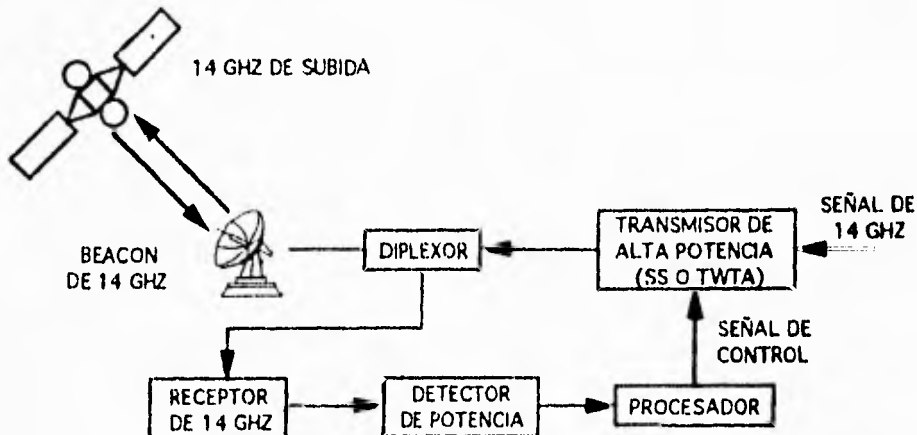 14 GHZ DE SUBIDA
BEACON
DE 14 GHZ
DIPLEXOR
TRANSMISOR DE
ALTA POTENCIA
(SS O TWTA)
SEÑAL DE
14 GHZ
SEÑAL DE
CONTROL
RECEPTOR
DE 14 GHZ
DETECTOR
DE POTENCIA
PROCESADOR